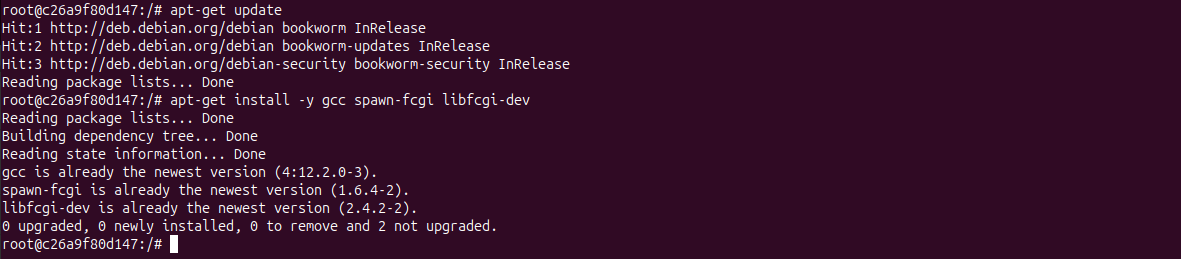 root@c26a9f80d147:/# apt-get update
Hit:1 http://deb.debian.org/debian bookworm InRelease
Hit:2 http://deb.debian.org/debian bookworm-updates InRelease
Hit:3 http://deb.debian.org/debian-security bookworm-security InRelease
Reading package lists... Done
root@c26a9f80d147:/# apt-get install -y gcc spawn-fcgi libfcgi-dev
Reading package lists... Done
Building dependency tree... Done
Reading state information... Done
gcc is already the newest version (4:12.2.0-3).
spawn-fcgi is already the newest version (1.6.4-2).
libfcgi-dev is already the newest version (2.4.2-2).
0 upgraded, 0 newly installed, 0 to remove and 2 not upgraded.
root@c26a9f80d147:/#